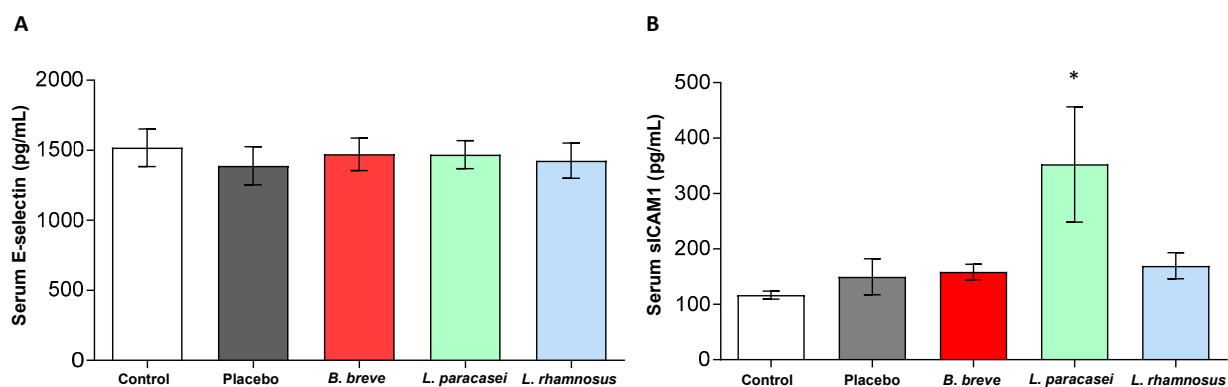 A
Serum E-selectin (pg/mL)
2000
1500
1000
500
0
Control Placebo B. breve L. paracasei L. rhamnosus
B
Serum sICAM1 (pg/mL)
500
400
300
200
100
0
*
Control Placebo B. breve L. paracasei L. rhamnosus